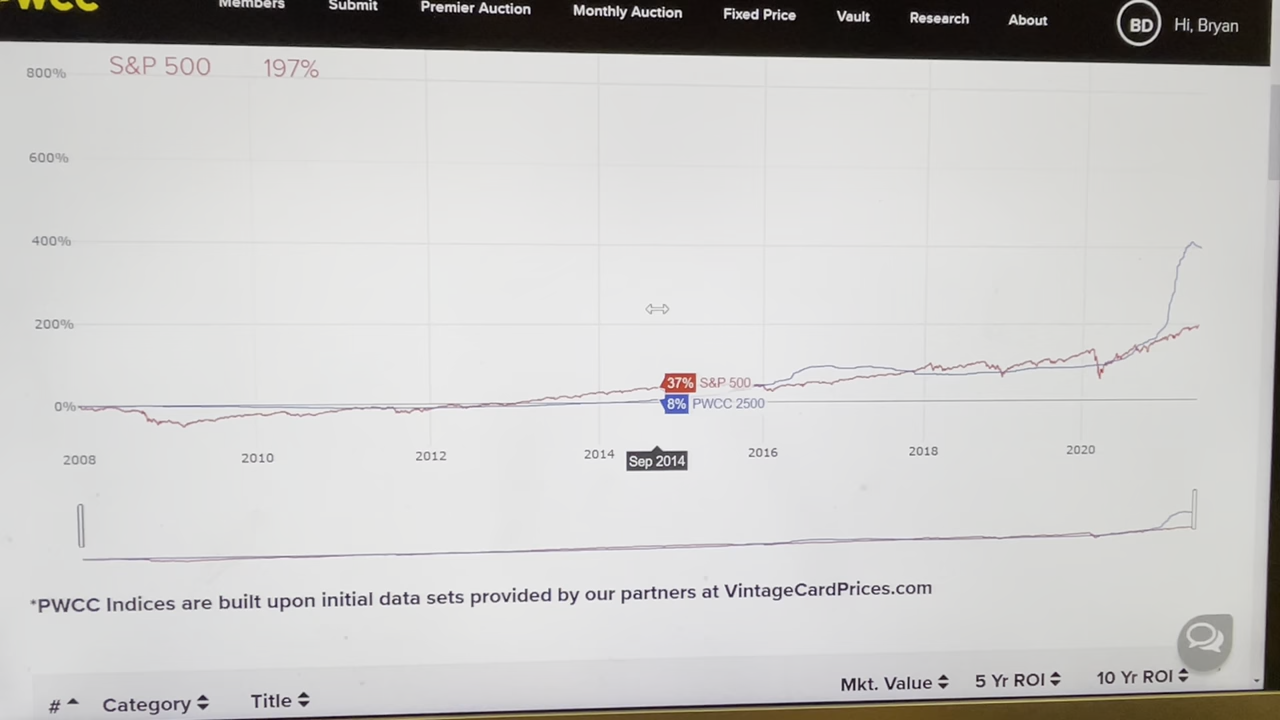 PWCC
Members Submit Premier Auction Monthly Auction Fixed Price Vault Research About BD Hi, Bryan
S&P 500 197%
800%
600%
400%
200%
37% S&P 500
0%
8% PWCC 2500
2008 2010 2012 2014 Sep 2014 2016 2018 2020
*PWCC Indices are built upon initial data sets provided by our partners at VintageCardPrices.com
# Category Title Mkt. Value 5 Yr ROI 10 Yr ROI